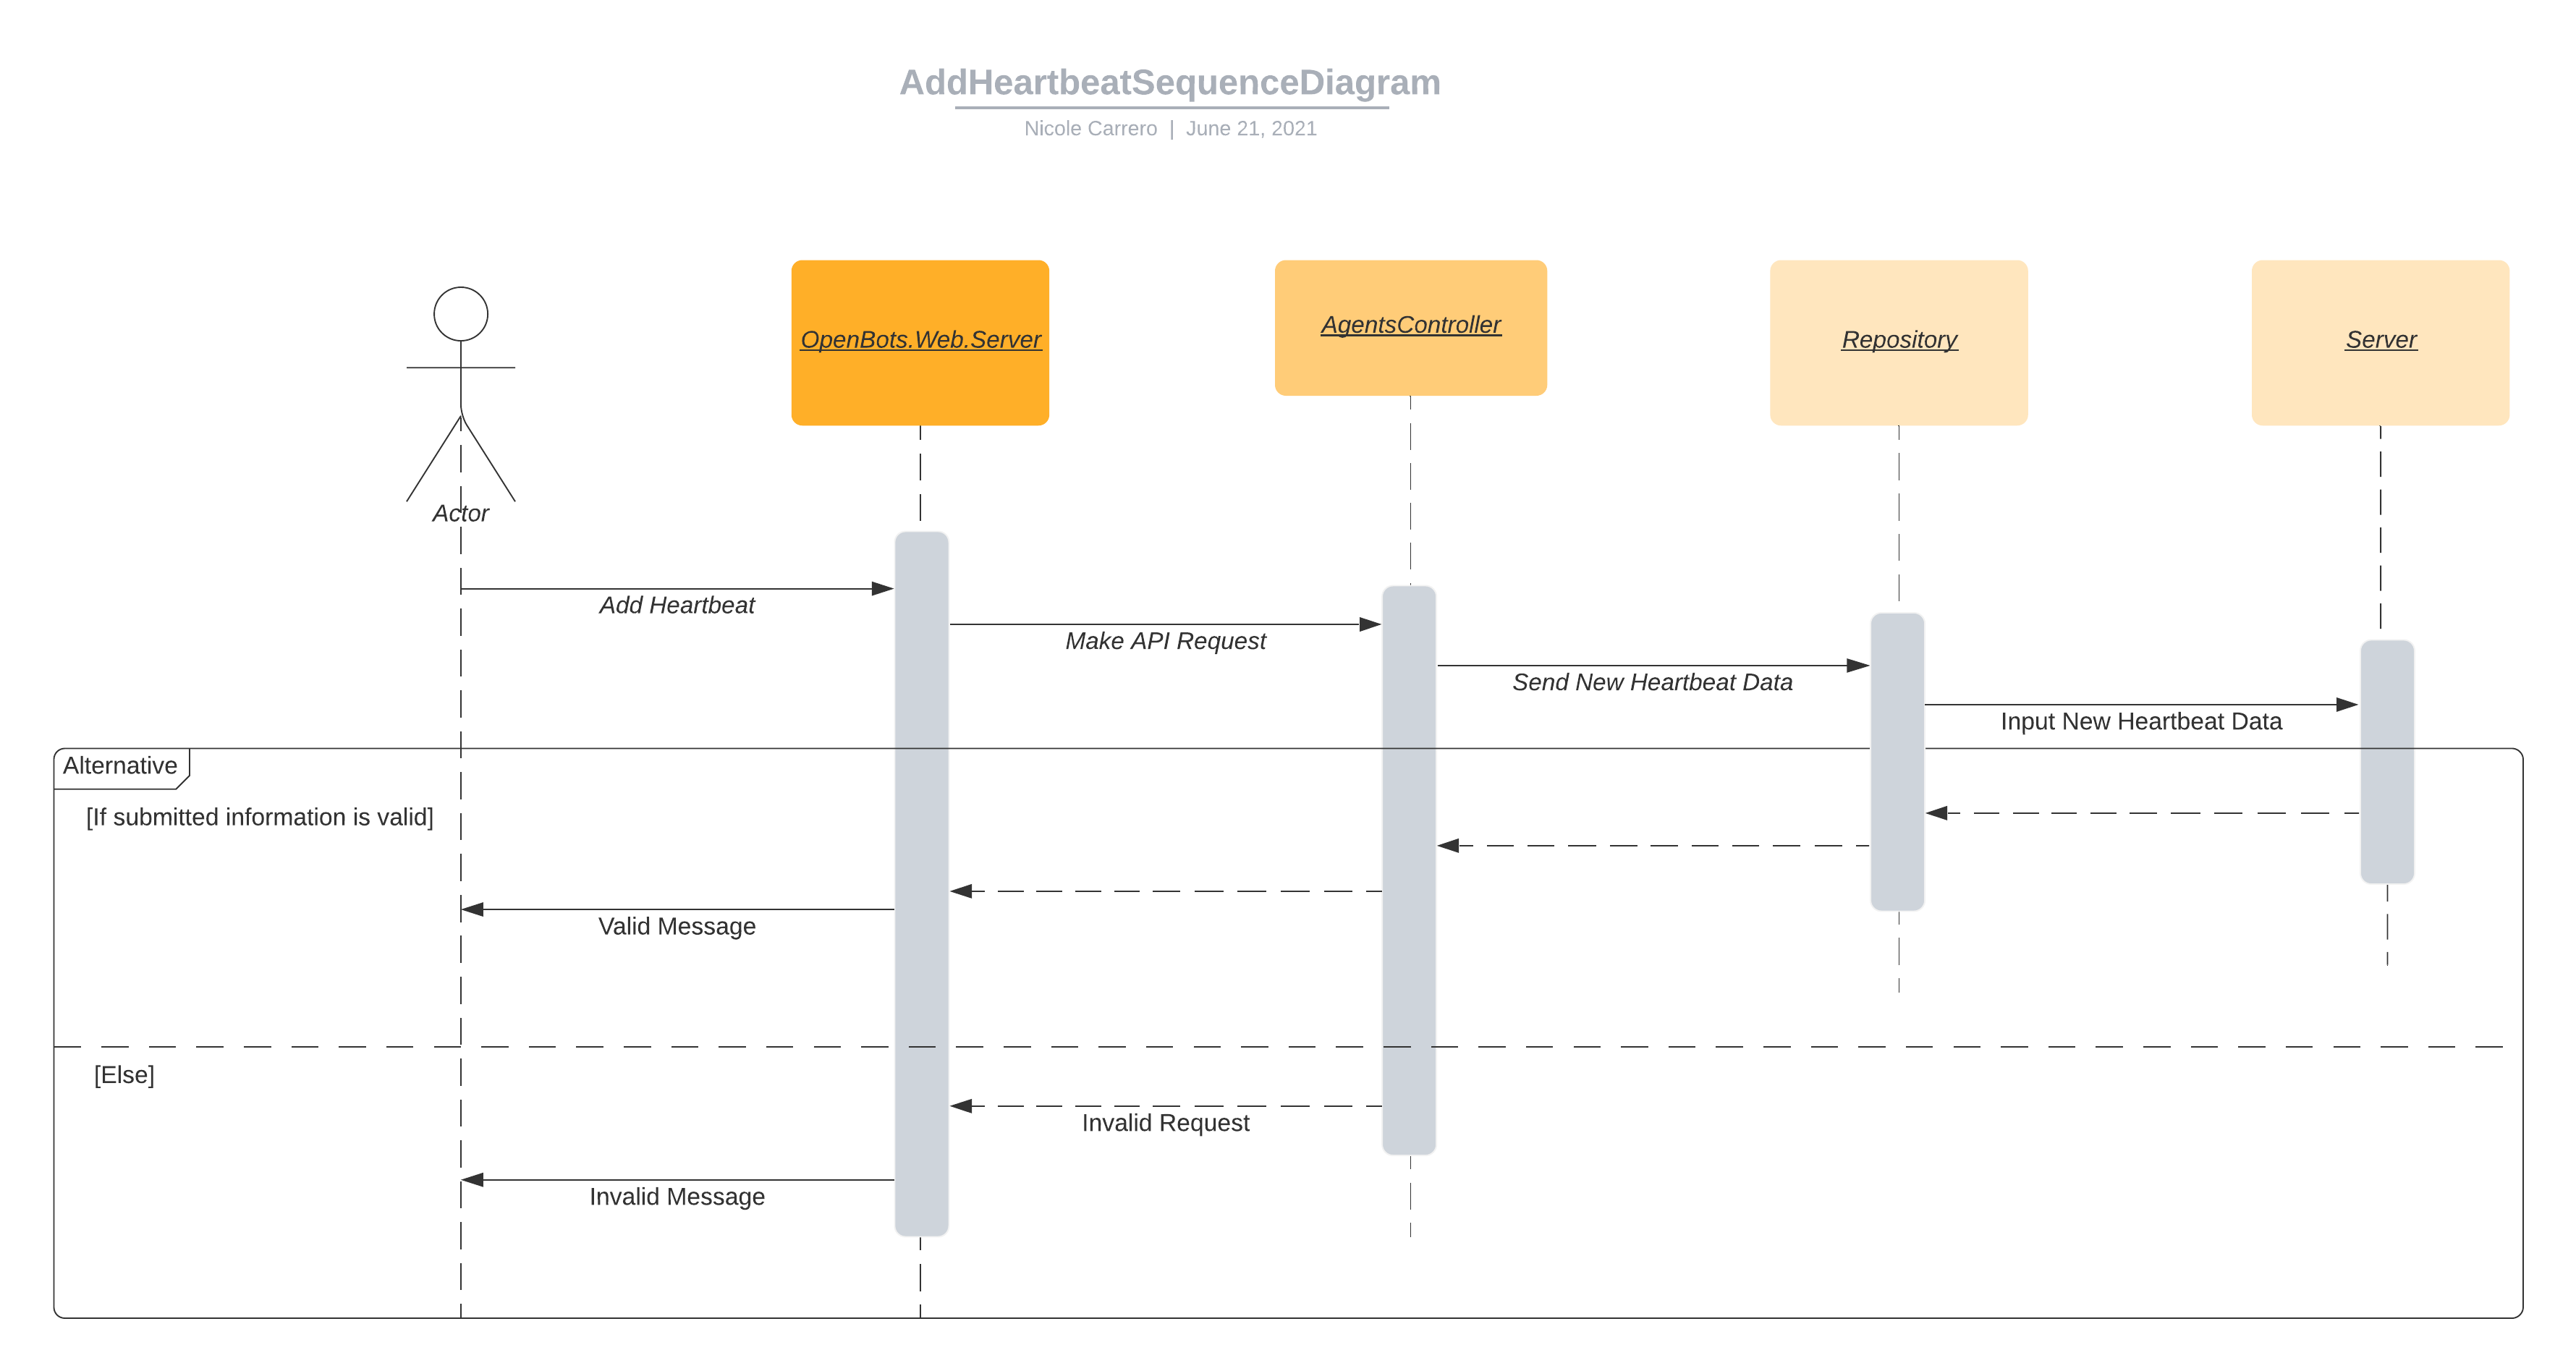 AddHeartbeatSequenceDiagram
Nicole Carrero | June 21, 2021
OpenBots.Web.Server
AgentsController
Repository
Server
Actor
Add Heartbeat
Make API Request
Send New Heartbeat Data
Input New Heartbeat Data
Alternative
[If submitted information is valid]
Valid Message
[Else]
Invalid Request
Invalid Message